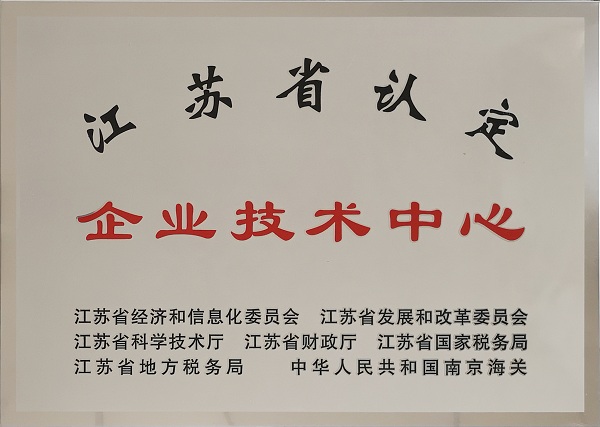 江苏省认定
企业技术中心
江苏省经济和信息化委员会 江苏省发展和改革委员会
江苏省科学技术厅 江苏省财政厅 江苏省国家税务局
江苏省地方税务局 中华人民共和国南京海关